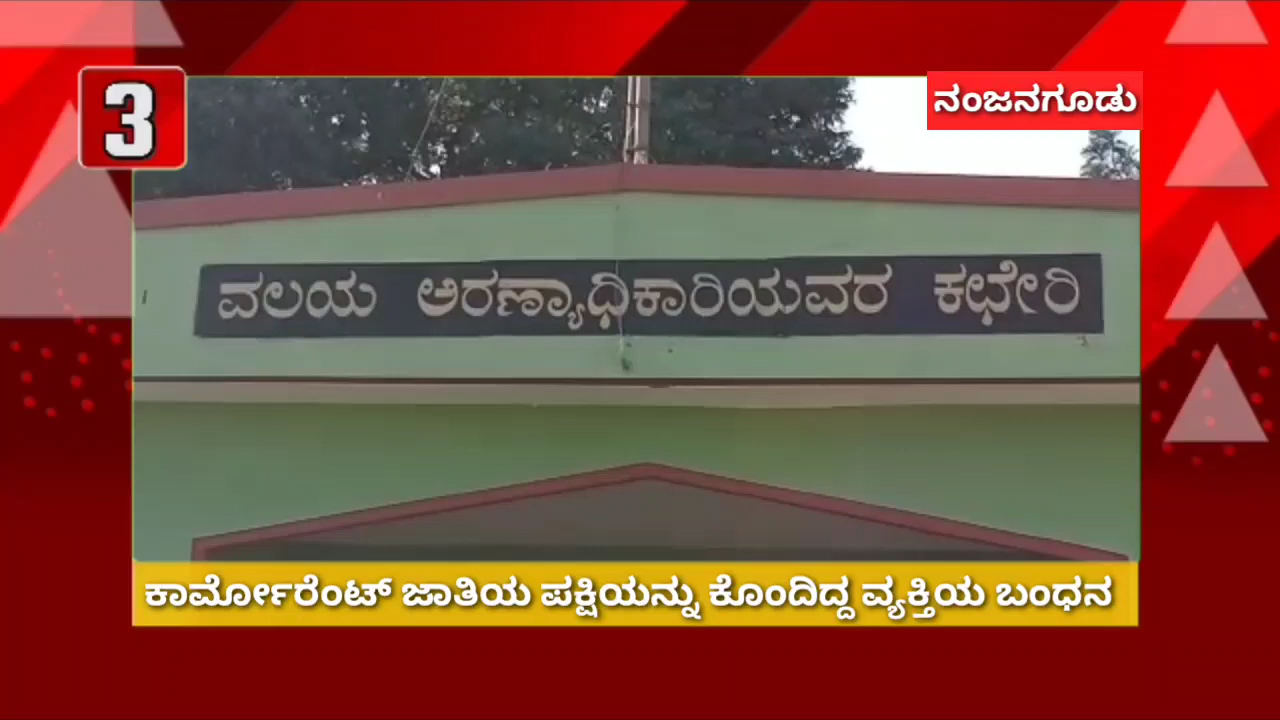 3
ನಂಜನಗೂಡು
ವಲಯ ಅರಣ್ಯಾಧಿಕಾರಿಯವರ ಕಛೇರಿ
ಕಾರ್ಮೋರೆಂಟ್ ಜಾತಿಯ ಪಕ್ಷಿಯನ್ನು ಕೊಂದಿದ್ದ ವ್ಯಕ್ತಿಯ ಬಂಧನ